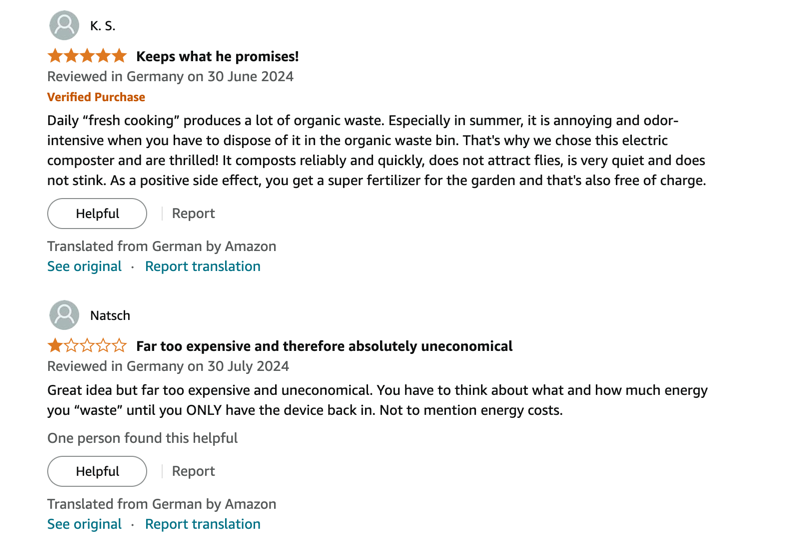 K. S.
Keeps what he promises!
Reviewed in Germany on 30 June 2024
Verified Purchase
Daily “fresh cooking” produces a lot of organic waste. Especially in summer, it is annoying and odor-
intensive when you have to dispose of it in the organic waste bin. That's why we chose this electric
composter and are thrilled! It composts reliably and quickly, does not attract flies, is very quiet and does
not stink. As a positive side effect, you get a super fertilizer for the garden and that's also free of charge.
Helpful | Report
Translated from German by Amazon
See original · Report translation
Natsch
Far too expensive and therefore absolutely uneconomical
Reviewed in Germany on 30 July 2024
Great idea but far too expensive and uneconomical. You have to think about what and how much energy
you “waste” until you ONLY have the device back in. Not to mention energy costs.
One person found this helpful
Helpful | Report
Translated from German by Amazon
See original · Report translation